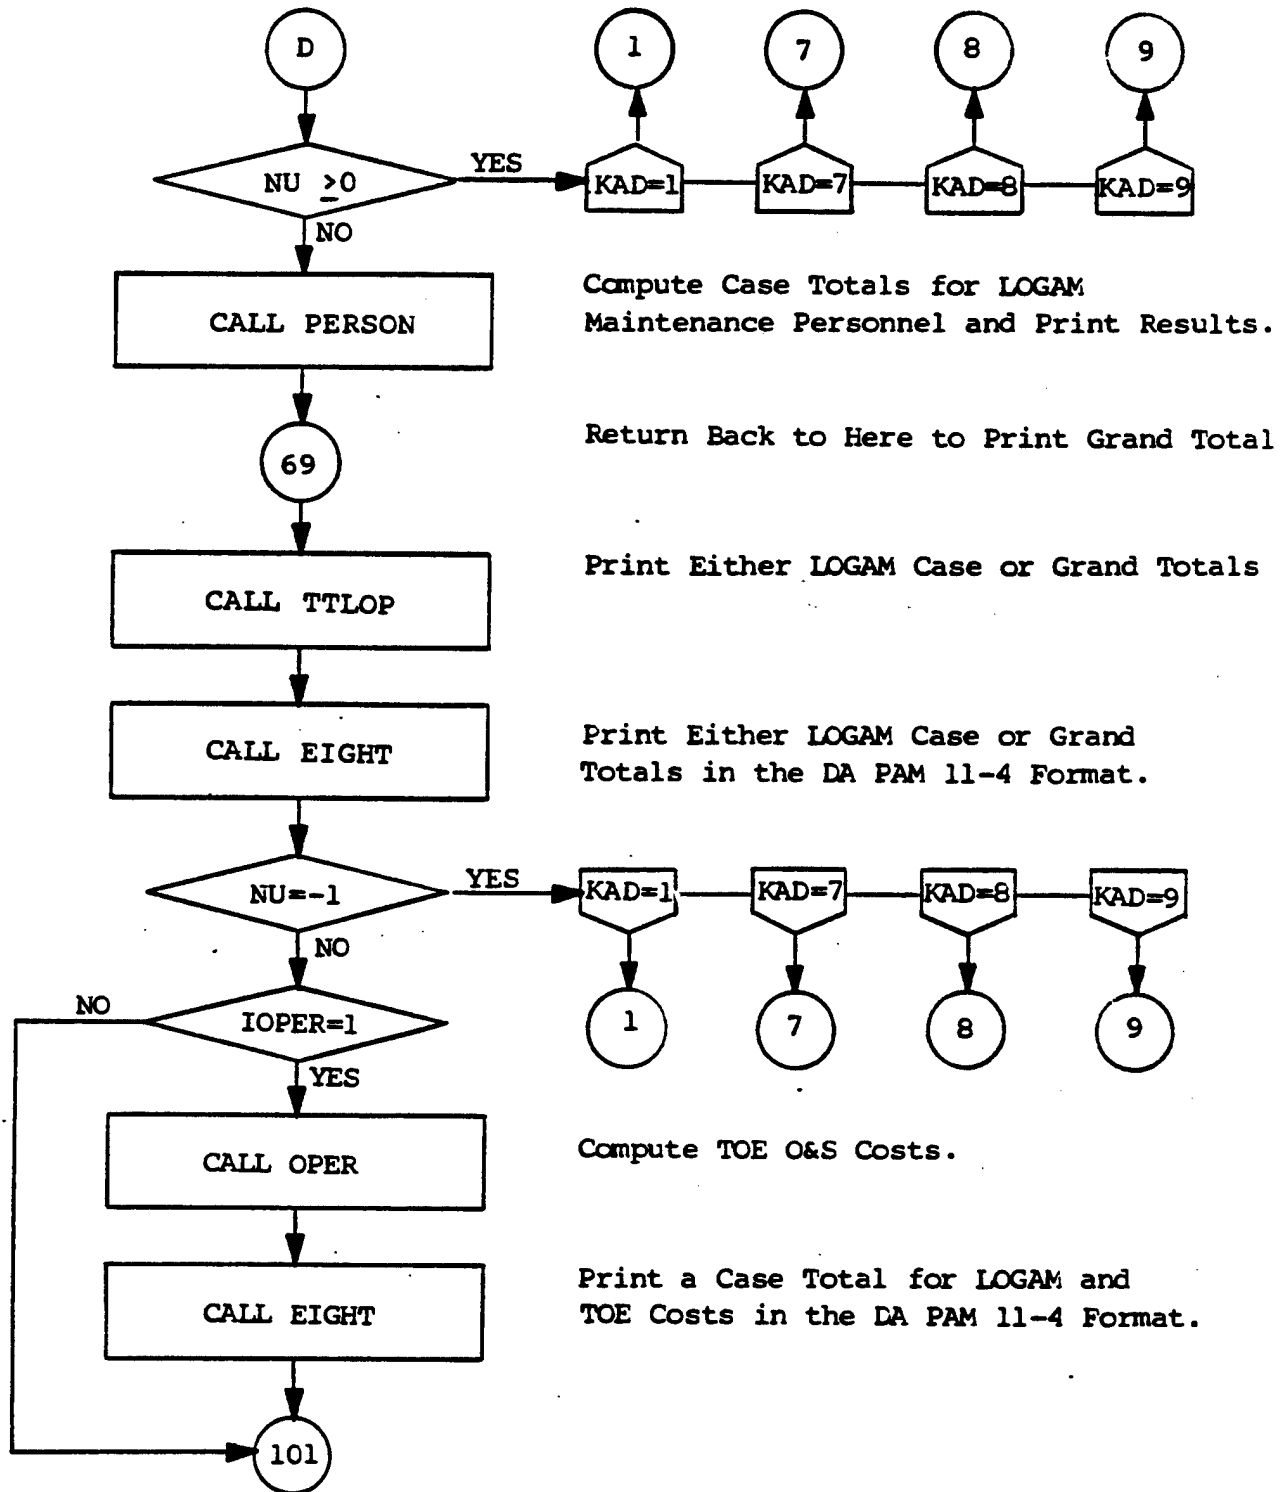 D
1
7
8
9
NU ≥0
YES
KAD=1
KAD=7
KAD=8
KAD=9
NO
CALL PERSON
Compute Case Totals for LOGAM
Maintenance Personnel and Print Results.
69
Return Back to Here to Print Grand Total
CALL TTLOP
Print Either LOGAM Case or Grand Totals
CALL EIGHT
Print Either LOGAM Case or Grand
Totals in the DA PAM 11-4 Format.
NU=-1
YES
KAD=1
KAD=7
KAD=8
KAD=9
NO
1
7
8
9
NO
IOPER=1
YES
CALL OPER
Compute TOE O&S Costs.
CALL EIGHT
Print a Case Total for LOGAM and
TOE Costs in the DA PAM 11-4 Format.
101